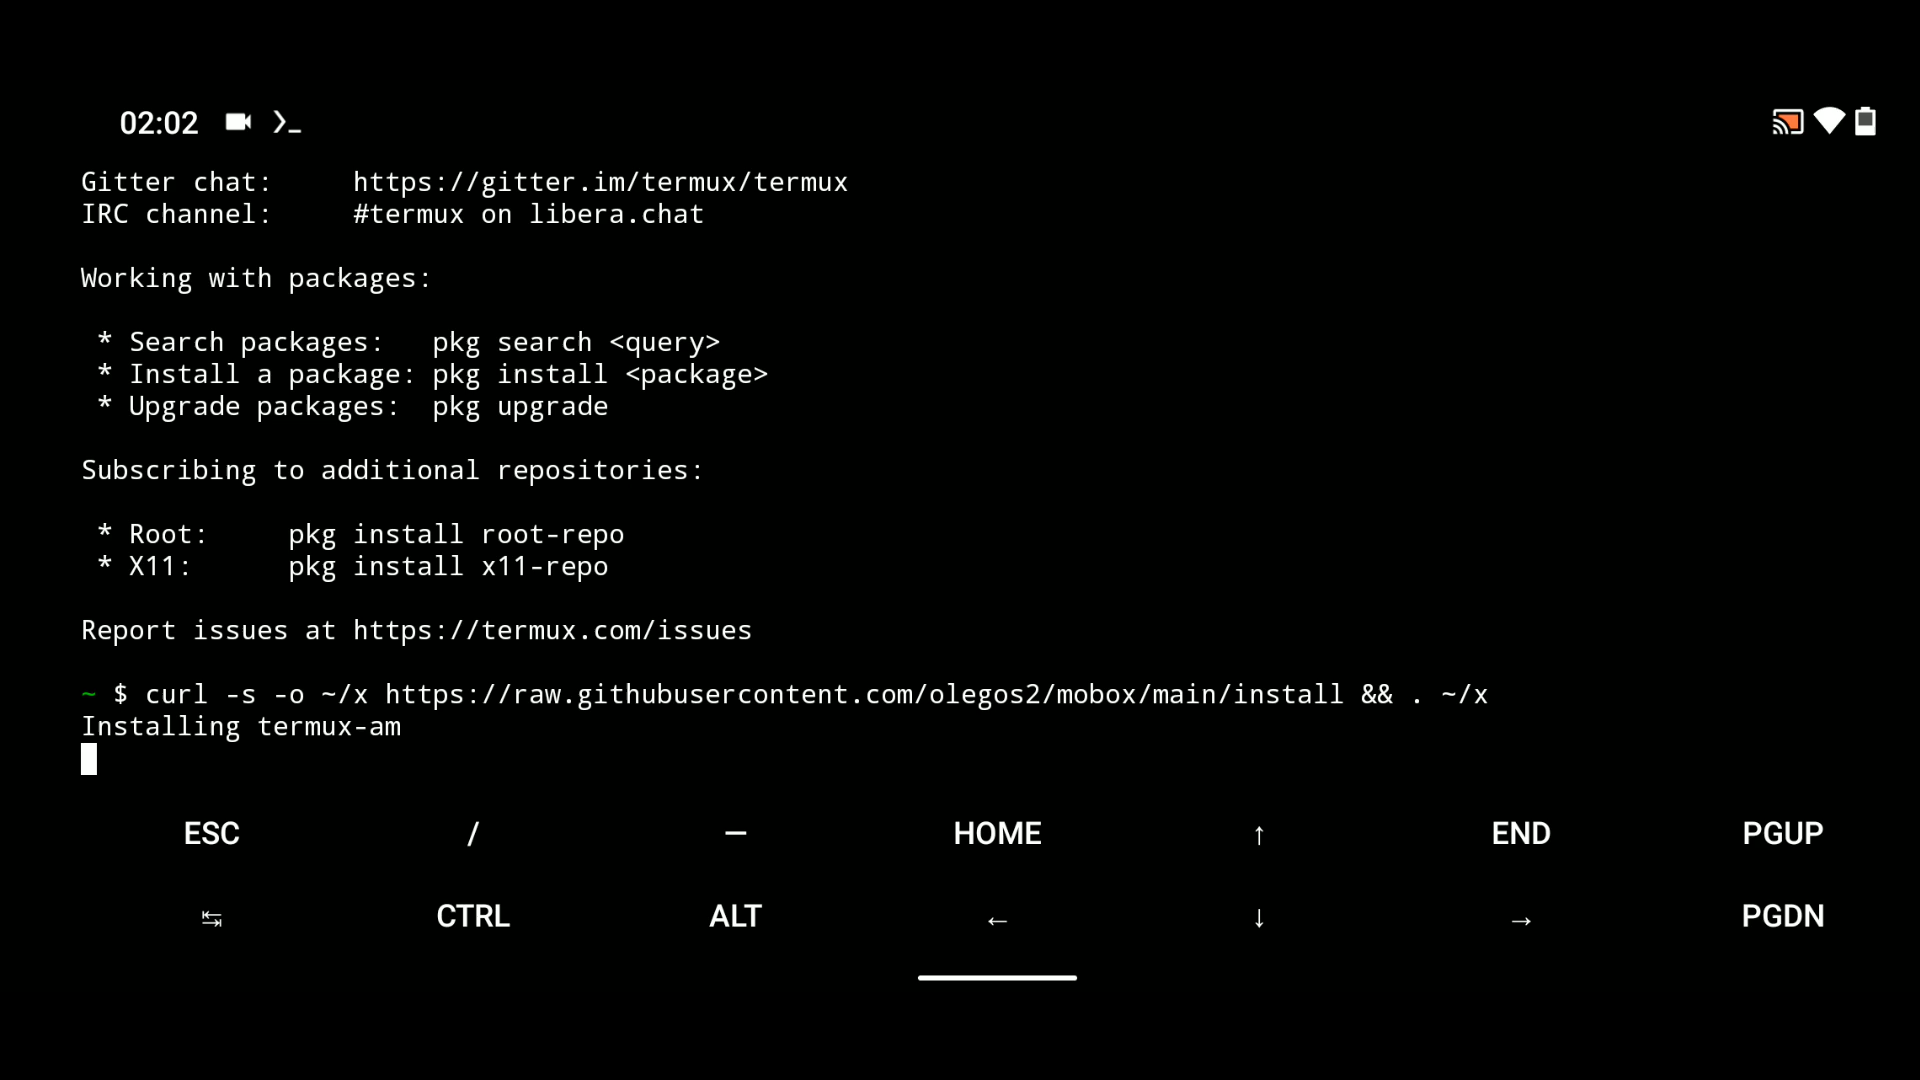 02:02
Gitter chat:     https://gitter.im/termux/termux
IRC channel:     #termux on libera.chat
Working with packages:
* Search packages:   pkg search <query>
* Install a package: pkg install <package>
* Upgrade packages:  pkg upgrade
Subscribing to additional repositories:
* Root:     pkg install root-repo
* X11:      pkg install x11-repo
Report issues at https://termux.com/issues
~ $ curl -s -o ~/x https://raw.githubusercontent.com/olegos2/mobox/main/install && . ~/x
Installing termux-am
ESC / — HOME ↑ END PGUP
↹ CTRL ALT ← ↓ → PGDN